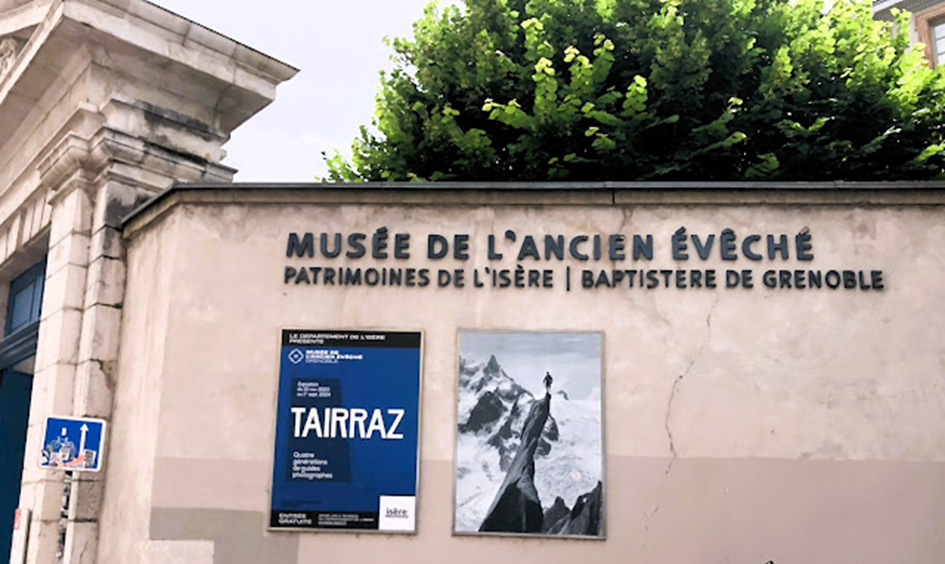 MUSÉE DE L'ANCIEN ÉVÊCHÉ
PATRIMOINES DE L'ISÈRE | BAPTISTÈRE DE GRENOBLE
LE DÉPARTEMENT DE L'ISÈRE
PRÉSENTE
MUSÉE DE
L'ANCIEN ÉVÊCHÉ
GRENOBLE
Exposition
TAIRRAZ
Quatre
générations
de guides
photographes
ENTRÉE
GRATUITE
isère